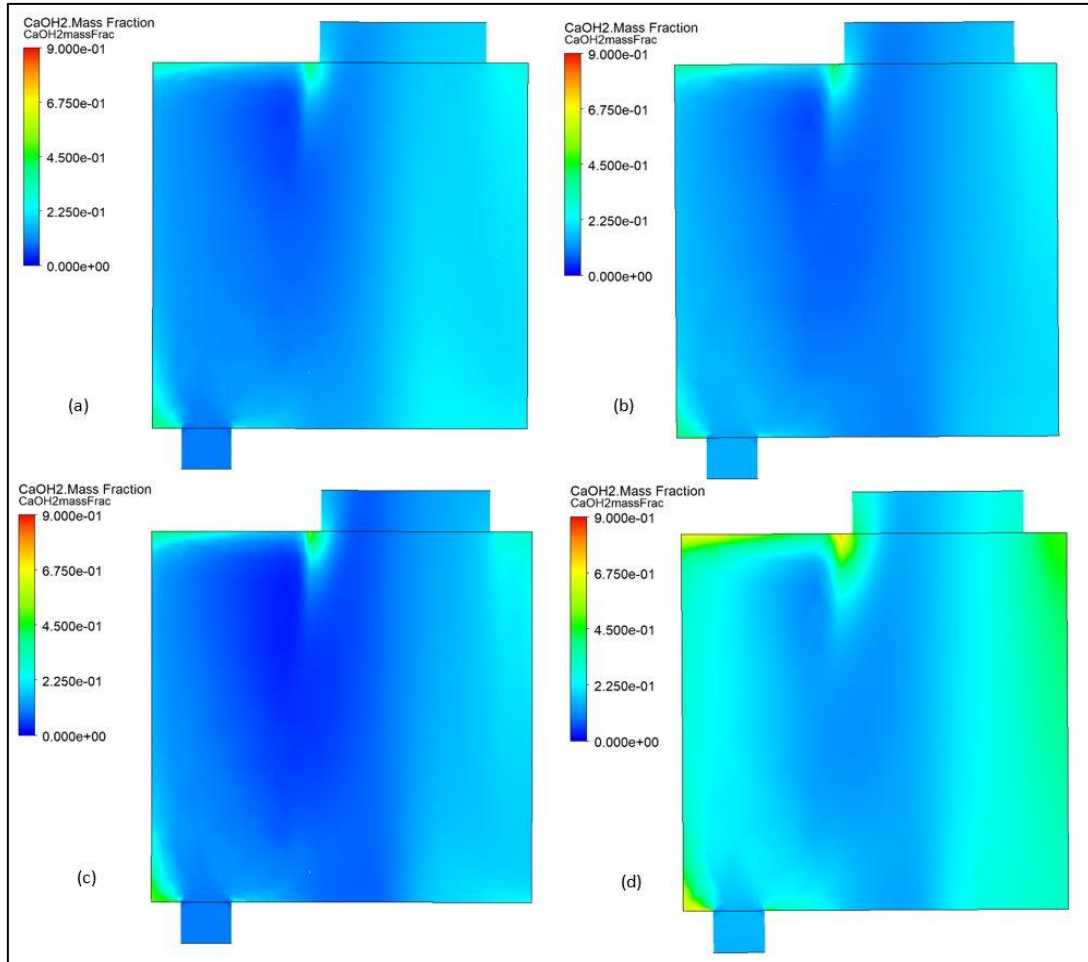 CaOH2.Mass Fraction
CaOH2massFrac
9.000e-01
6.750e-01
4.500e-01
2.250e-01
0.000e+00
(a)
CaOH2.Mass Fraction
CaOH2massFrac
9.000e-01
6.750e-01
4.500e-01
2.250e-01
0.000e+00
(b)
CaOH2.Mass Fraction
CaOH2massFrac
9.000e-01
6.750e-01
4.500e-01
2.250e-01
0.000e+00
(c)
CaOH2.Mass Fraction
CaOH2massFrac
9.000e-01
6.750e-01
4.500e-01
2.250e-01
0.000e+00
(d)